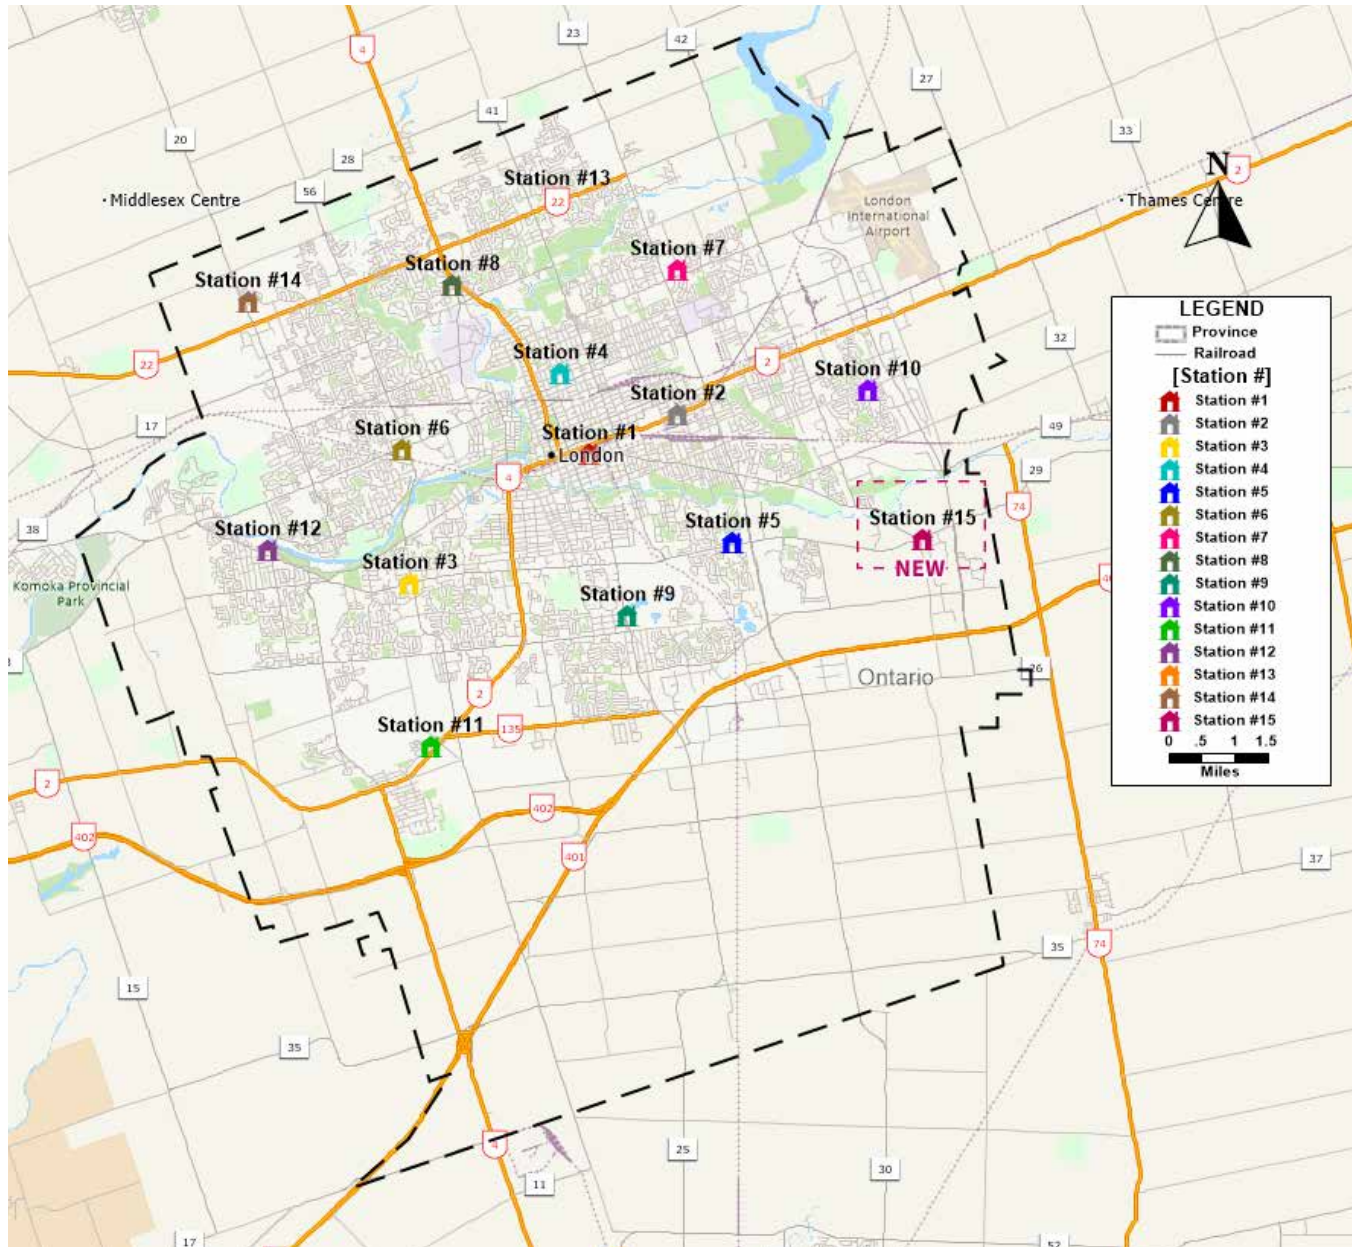 23
42
4
27
41
33
20
28
2
N
56
Station #13
Middlesex Centre
22
London
International
Airport
Thames Centre
Station #7
Station #8
Station #14
LEGEND
Province
Railroad
[Station #]
Station #1
Station #2
Station #3
Station #4
Station #5
Station #6
Station #7
Station #8
Station #9
Station #10
Station #11
Station #12
Station #13
Station #14
Station #15
0 .5 1 1.5
Miles
32
Station #4
22
2
Station #10
Station #2
17
Station #6
Station #1
49
London
4
29
74
Station #15
NEW
38
Station #12
Station #5
Station #3
Komoka Provincial
Park
Station #9
26
Ontario
2
Station #11
135
2
402
402
401
37
74
35
15
35
4
25
30
11
17
52